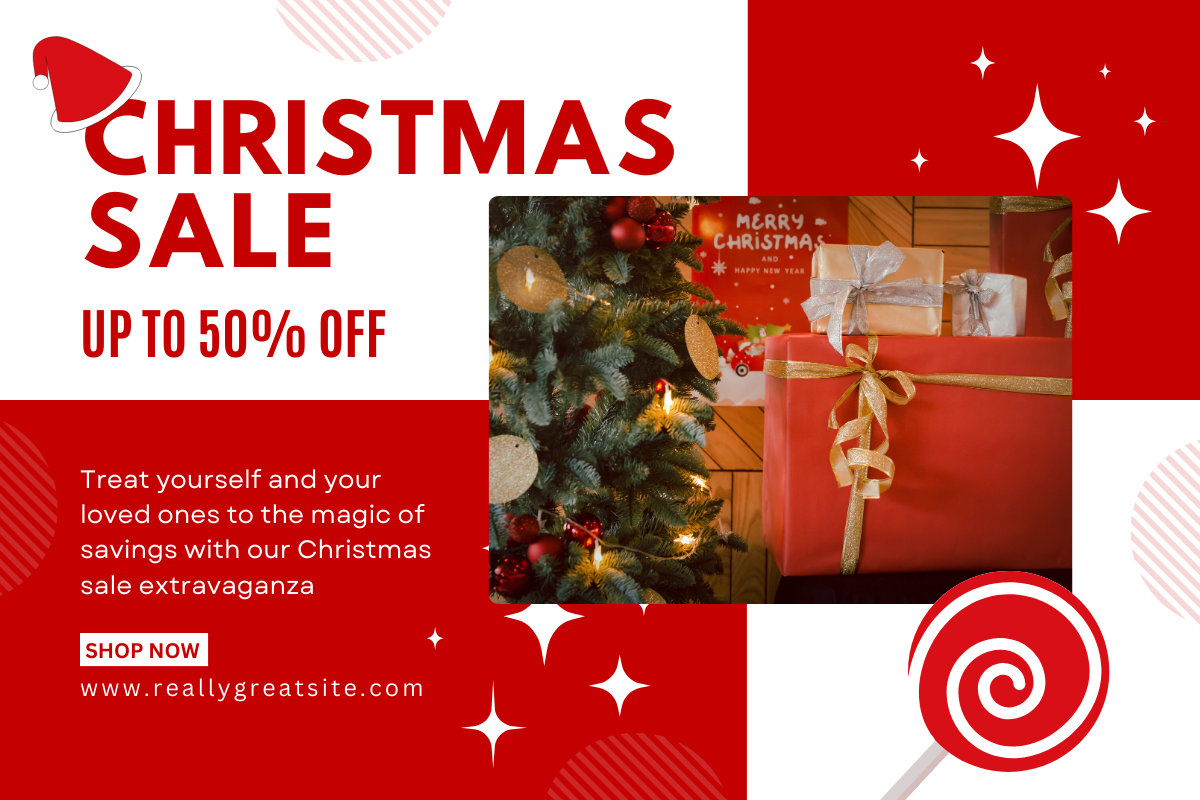 CHRISTMAS
SALE
UP TO 50% OFF
MERRY
CHRISTMAS
AND
HAPPY NEW YEAR
Treat yourself and your
loved ones to the magic of
savings with our Christmas
sale extravaganza
SHOP NOW
www.reallygreatsite.com